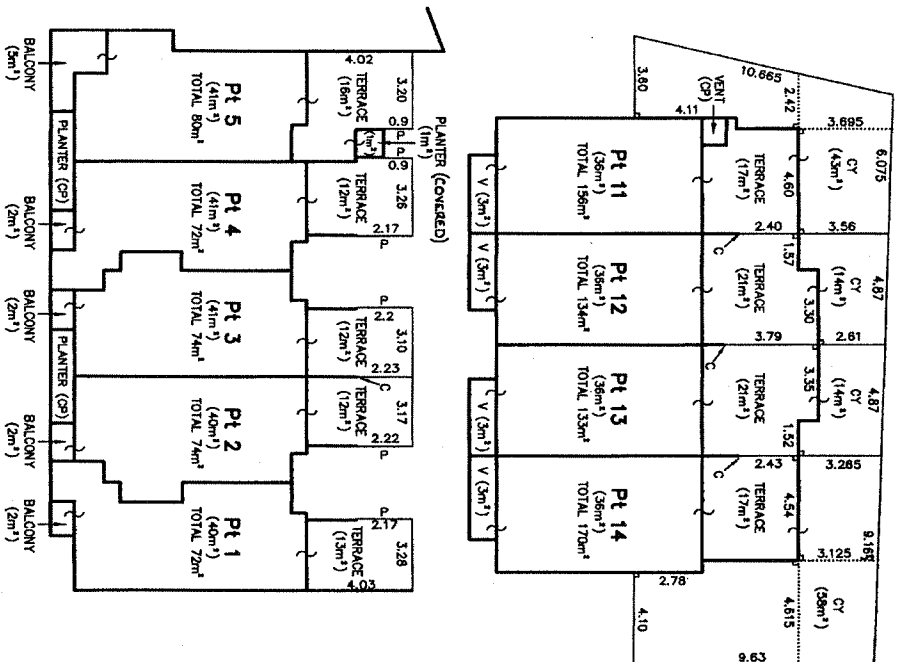 10.665
2.42
3.695
6.075
CY
(43m²)
3.60
VENT
(CP)
4.11
TERRACE
(17m²)
4.60
2.40
3.56
Pt 11
(36m²)
TOTAL 156m²
V (3m²)
1.57
4.87
CY
(14m²)
3.30
TERRACE
(21m²)
3.79
2.61
C
Pt 12
(36m²)
TOTAL 134m²
V (3m²)
4.87
CY
(14m²)
3.35
TERRACE
(21m²)
1.52
C
Pt 13
(36m²)
TOTAL 133m²
V (3m²)
2.43
3.265
C
TERRACE
(17m²)
4.54
9.165
3.125
Pt 14
(36m²)
TOTAL 170m²
V (3m²)
2.78
CY
(58m²)
4.615
4.10
9.63
4.02
3.20
TERRACE
(16m²)
0.9
P
PLANTER (COVERED)
(1m²)
(1m²)
P
0.9
3.26
TERRACE
(12m²)
2.17
P
P
2.2
3.10
TERRACE
(12m²)
2.23
C
3.17
TERRACE
(12m²)
2.22
P
P
2.17
3.28
TERRACE
(13m²)
4.03
Pt 5
(41m²)
TOTAL 80m²
Pt 4
(41m²)
TOTAL 72m²
Pt 3
(41m²)
TOTAL 74m²
Pt 2
(40m²)
TOTAL 74m²
Pt 1
(40m²)
TOTAL 72m²
PLANTER (CP)
PLANTER (CP)
BALCONY
(5m²)
BALCONY
(2m²)
BALCONY
(2m²)
BALCONY
(2m²)
BALCONY
(2m²)